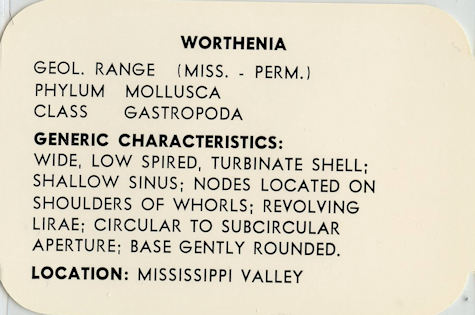 WORTHENIA
GEOL. RANGE (MISS. - PERM.)
PHYLUM MOLLUSCA
CLASS GASTROPODA
GENERIC CHARACTERISTICS:
WIDE, LOW SPIRED, TURBINATE SHELL;
SHALLOW SINUS; NODES LOCATED ON
SHOULDERS OF WHORLS; REVOLVING
LIRAE; CIRCULAR TO SUBCIRCULAR
APERTURE; BASE GENTLY ROUNDED.
LOCATION: MISSISSIPPI VALLEY